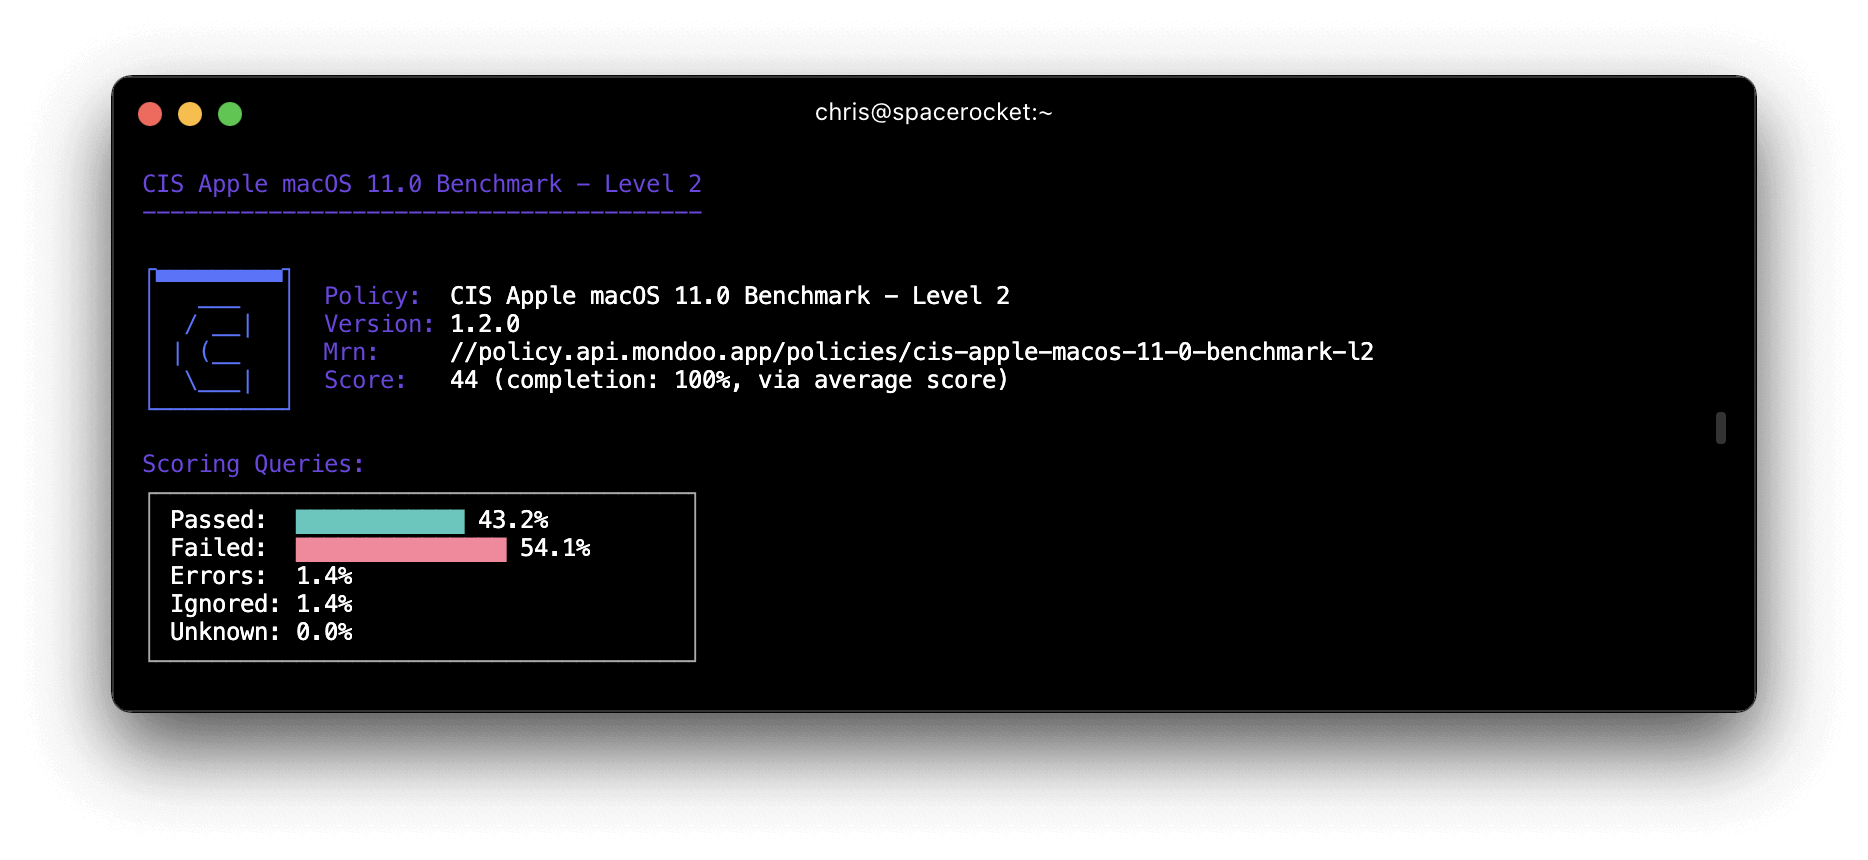 chris@spacerocket:~
CIS Apple macOS 11.0 Benchmark - Level 2
C
Policy: CIS Apple macOS 11.0 Benchmark - Level 2
Version: 1.2.0
Mrn: //policy.api.mondoo.app/policies/cis-apple-macos-11-0-benchmark-l2
Score: 44 (completion: 100%, via average score)
Scoring Queries:
Passed: 43.2%
Failed: 54.1%
Errors: 1.4%
Ignored: 1.4%
Unknown: 0.0%